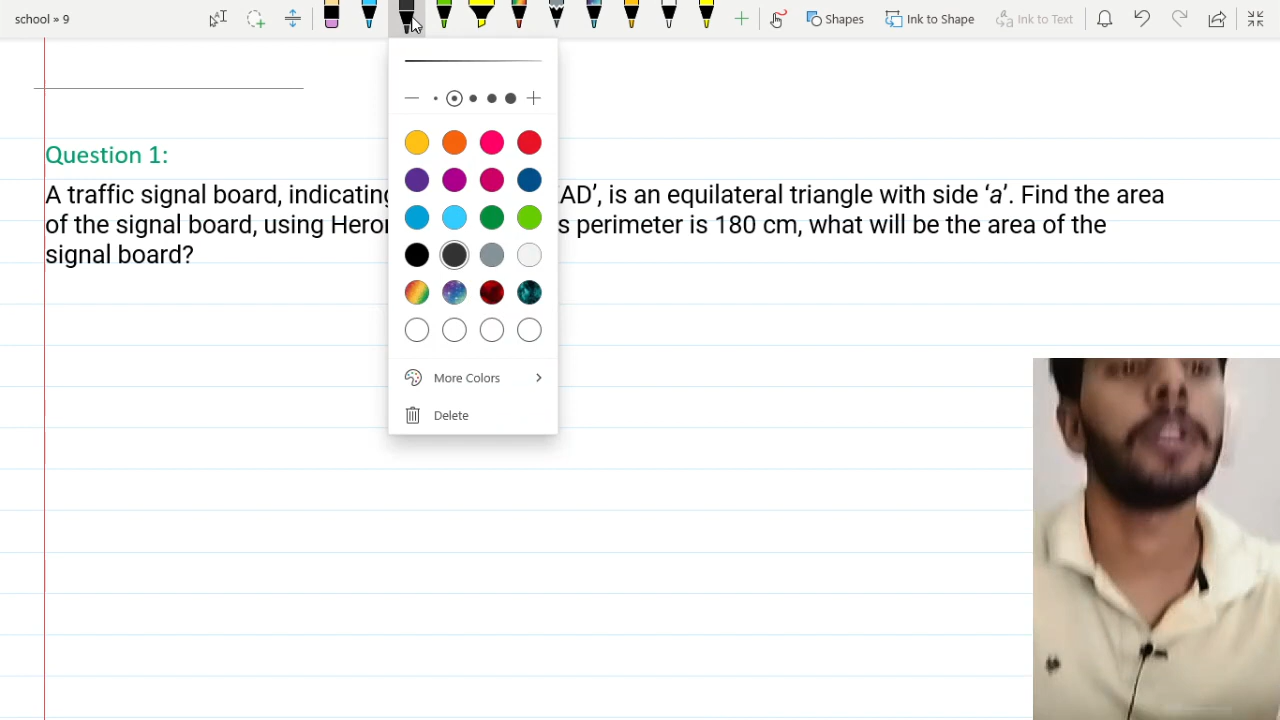 school » 9
Shapes
Ink to Shape
Ink to Text
Question 1:
A traffic signal board, indicating AD’, is an equilateral triangle with side ‘a’. Find the area
of the signal board, using Hero s perimeter is 180 cm, what will be the area of the
signal board?
More Colors
Delete